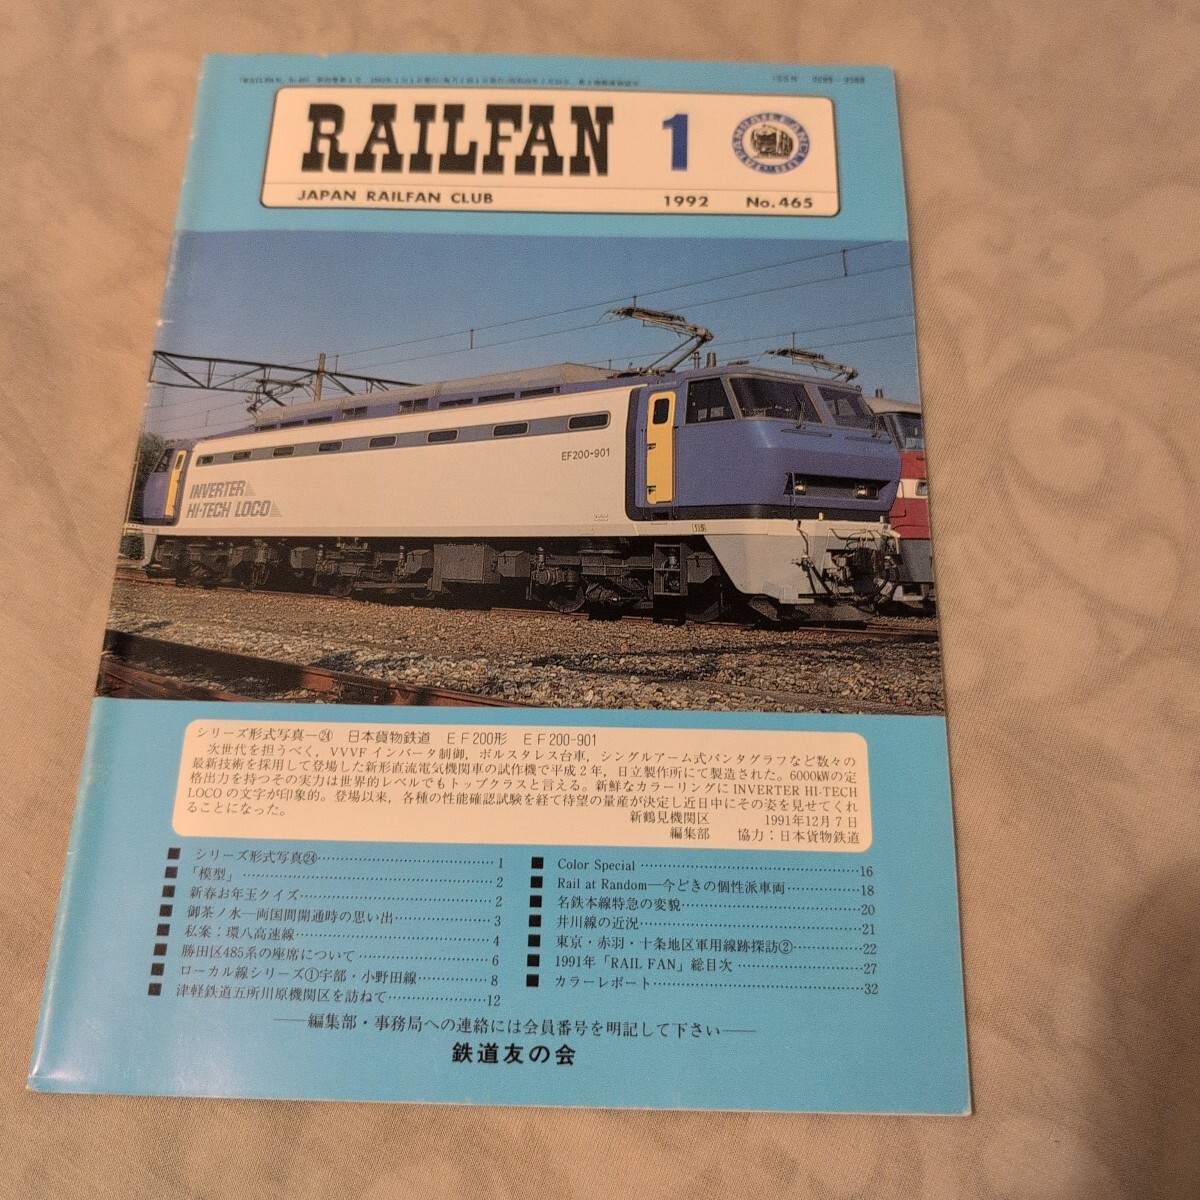 RAILFAN 1
JAPAN RAILFAN CLUB 1992 No.465
EF200-901
INVERTER
HI-TECH LOCO
シリーズ形式写真—㉔ 日本貨物鉄道 EF200形 EF200-901
次世代を担うべく，VVVFインバータ制御，ボルスタレス台車，シングルアーム式パンタグラフなど数々の
最新技術を採用して登場した新形直流電気機関車の試作機で平成2年，日立製作所にて製造された。6000kWの定
格出力を持つその実力は世界的レベルでもトップクラスと言える。新鮮なカラーリングにINVERTER HI-TECH
LOCOの文字が印象的。登場以来，各種の性能確認試験を経て待望の量産が決定し近日中にその姿を見せてくれ
ることになった。
新鶴見機関区 1991年12月7日
編集部 協力：日本貨物鉄道
■ シリーズ形式写真㉔…………1
■ 「模型」…………2
■ 新春お年玉クイズ…………2
■ 御茶ノ水—両国間開通時の思い出…………3
■ 私案：環八高速線…………4
■ 勝田区485系の座席について…………6
■ ローカル線シリーズ①宇部・小野田線…………8
■ 津軽鉄道五所川原機関区を訪ねて…………12
■ Color Special…………16
■ Rail at Random—今どきの個性派車両…………18
■ 名鉄本線特急の変貌…………20
■ 井川線の近況…………21
■ 東京・赤羽・十条地区軍用線跡探訪②…………22
■ 1991年「RAIL FAN」総目次…………27
■ カラーレポート…………32
——編集部・事務局への連絡には会員番号を明記して下さい——
鉄道友の会